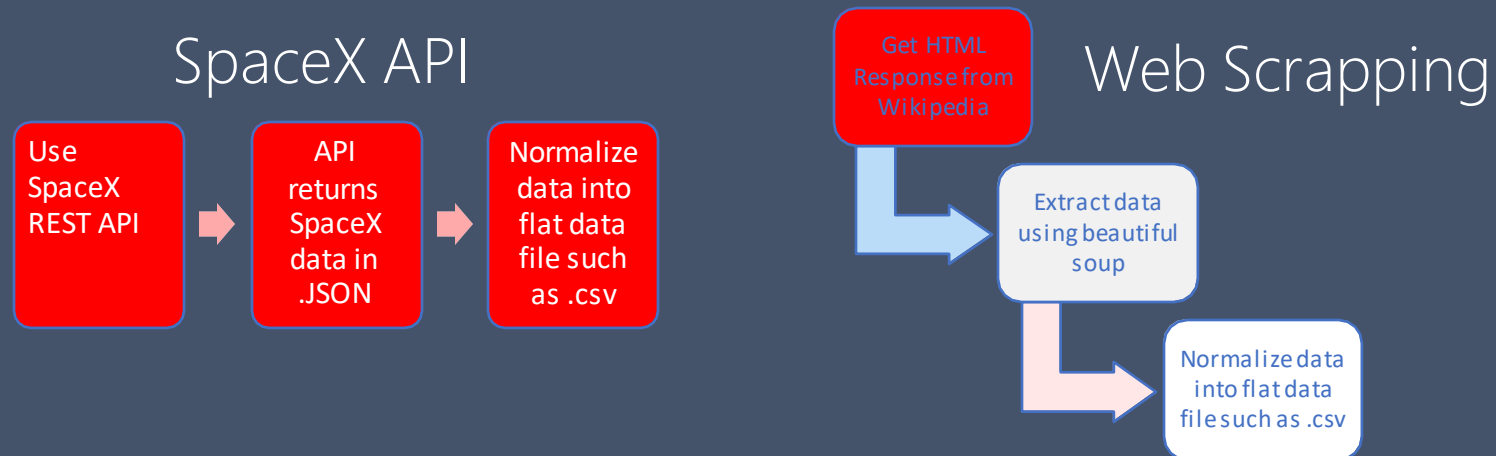 SpaceX API
Use
SpaceX
REST API
API
returns
SpaceX
data in
.JSON
Normalize
data into
flat data
file such
as .csv
Web Scrapping
Get HTML
Response from
Wikipedia
Extract data
using beautiful
soup
Normalize data
into flat data
file such as .csv